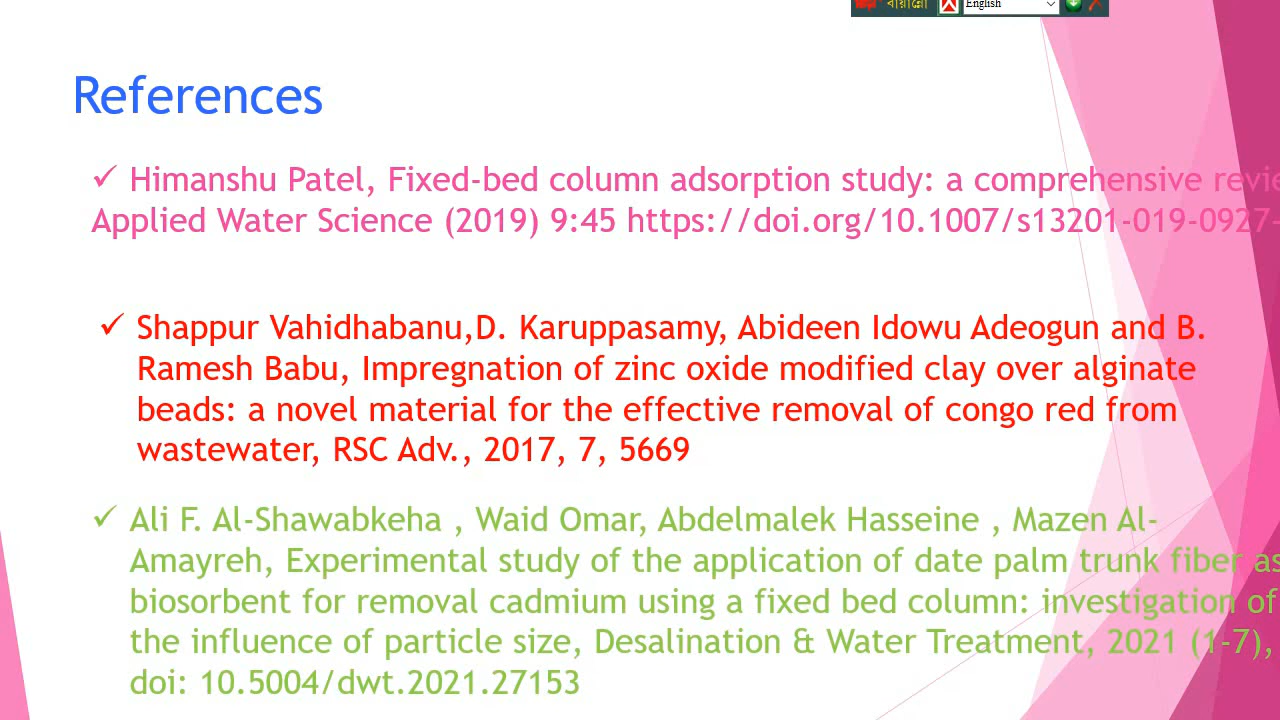 বায়ান্নো
English
References
✓ Himanshu Patel, Fixed-bed column adsorption study: a comprehensive revie
Applied Water Science (2019) 9:45 https://doi.org/10.1007/s13201-019-0927-
✓ Shappur Vahidhabanu,D. Karuppasamy, Abideen Idowu Adeogun and B.
Ramesh Babu, Impregnation of zinc oxide modified clay over alginate
beads: a novel material for the effective removal of congo red from
wastewater, RSC Adv., 2017, 7, 5669
✓ Ali F. Al-Shawabkeha , Waid Omar, Abdelmalek Hasseine , Mazen Al-
Amayreh, Experimental study of the application of date palm trunk fiber as
biosorbent for removal cadmium using a fixed bed column: investigation of
the influence of particle size, Desalination & Water Treatment, 2021 (1-7),
doi: 10.5004/dwt.2021.27153